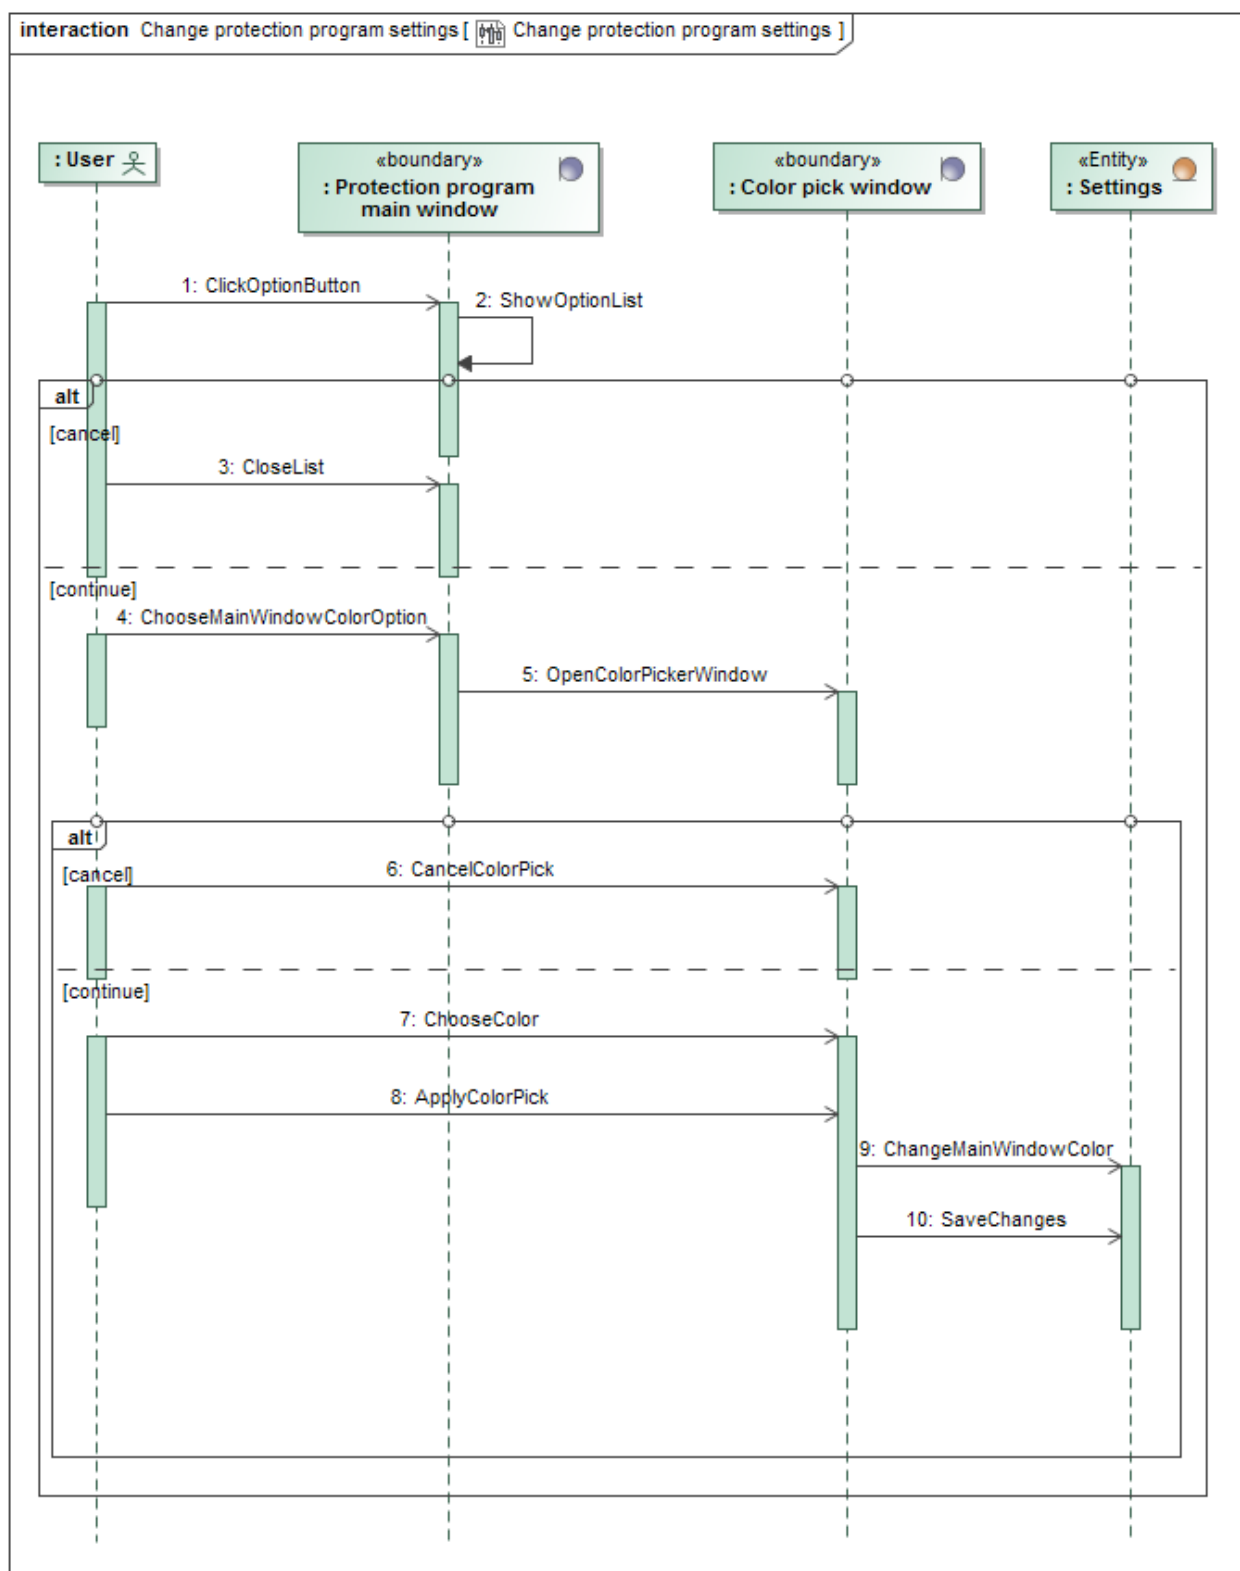 interaction Change protection program settings [ Change protection program settings ]
: User
«boundary»
: Protection program
main window
«boundary»
: Color pick window
«Entity»
: Settings
1: ClickOptionButton
2: ShowOptionList
alt
[cancel]
3: CloseList
[continue]
4: ChooseMainWindowColorOption
5: OpenColorPickerWindow
alt
[cancel]
6: CancelColorPick
[continue]
7: ChooseColor
8: ApplyColorPick
9: ChangeMainWindowColor
10: SaveChanges